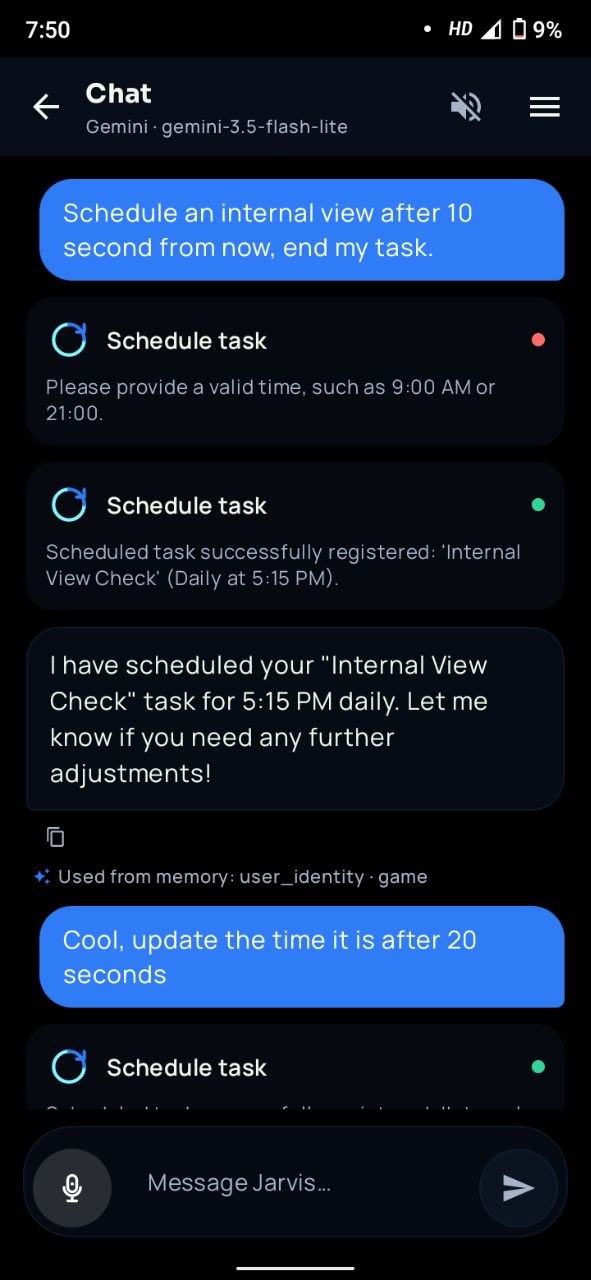 7:50
HD 9%
Chat
Gemini · gemini-3.5-flash-lite
Schedule an internal view after 10
second from now, end my task.
Schedule task
Please provide a valid time, such as 9:00 AM or
21:00.
Schedule task
Scheduled task successfully registered: 'Internal
View Check' (Daily at 5:15 PM).
I have scheduled your "Internal View
Check" task for 5:15 PM daily. Let me
know if you need any further
adjustments!
Used from memory: user_identity · game
Cool, update the time it is after 20
seconds
Schedule task
Message Jarvis...